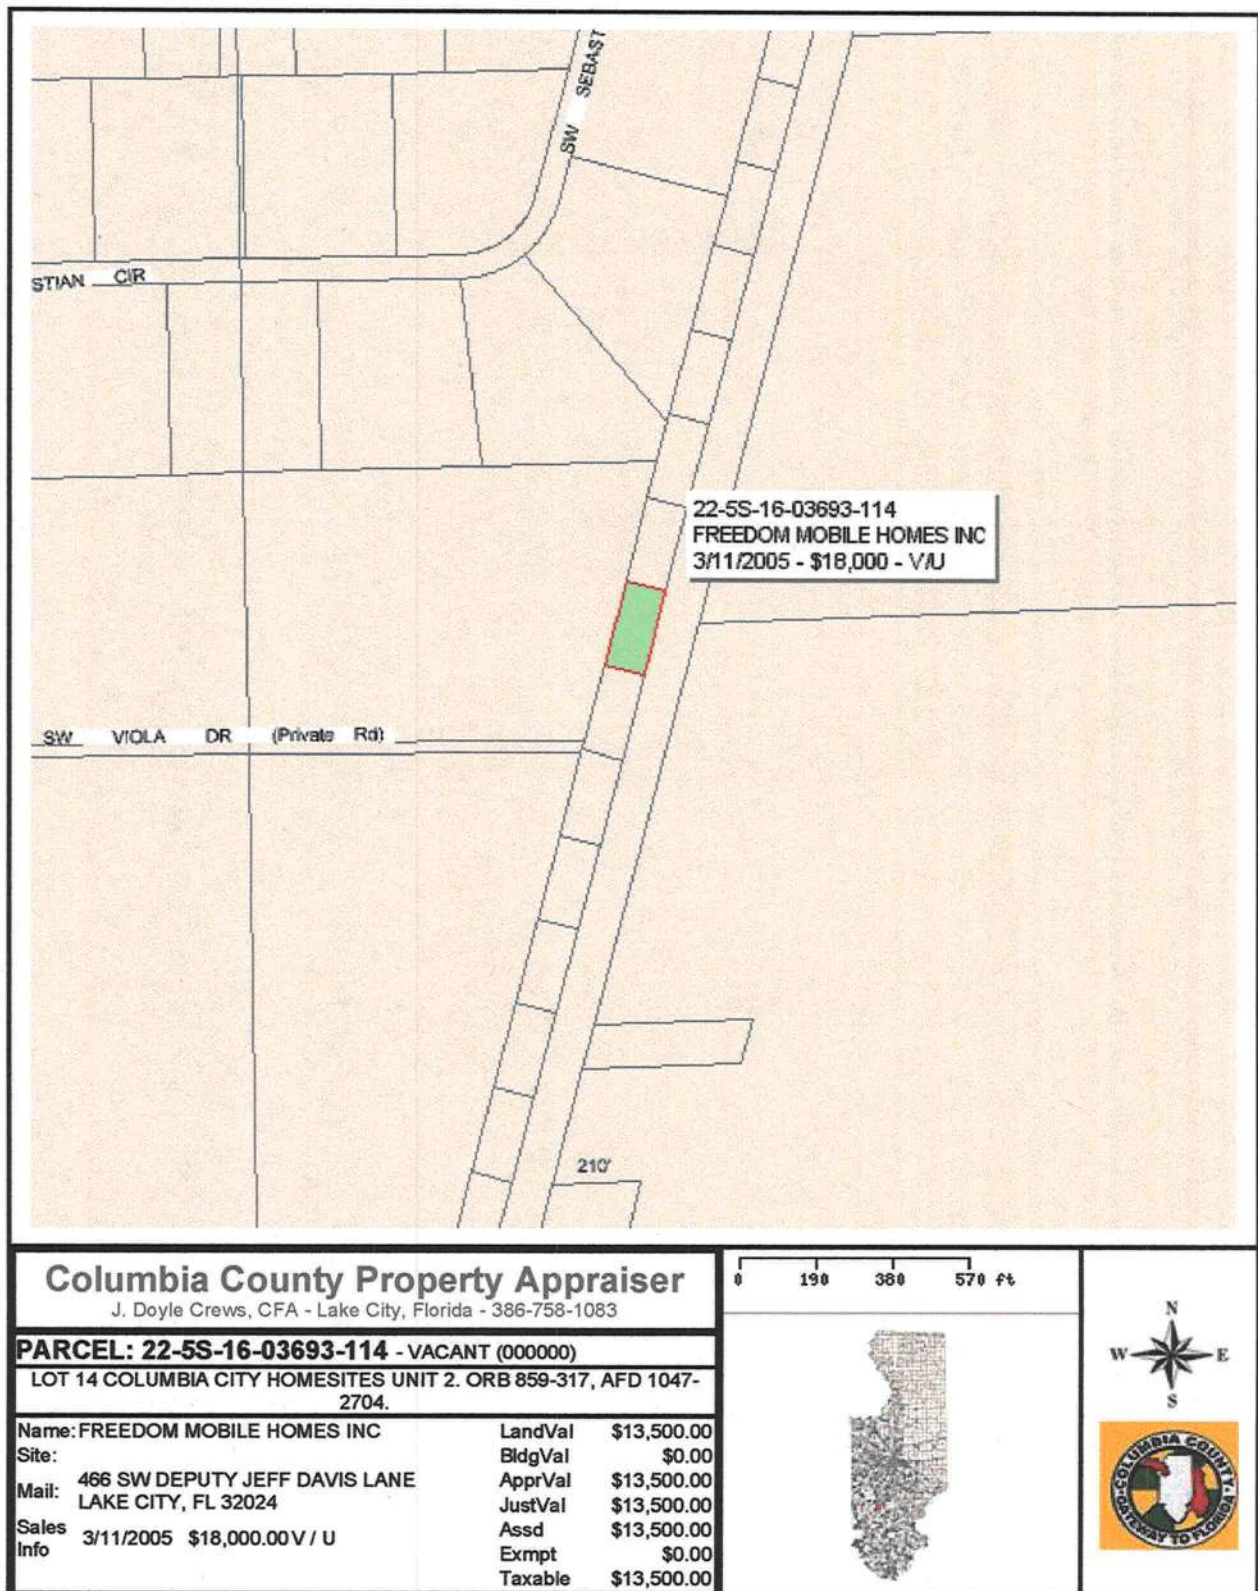 SW SEBAST
STIAN CIR
22-5S-16-03693-114
FREEDOM MOBILE HOMES INC
3/11/2005 - $18,000 - V/U
SW VIOLA DR (Private Rd)
210'
Columbia County Property Appraiser
J. Doyle Crews, CFA - Lake City, Florida - 386-758-1083
PARCEL: 22-5S-16-03693-114 - VACANT (000000)
LOT 14 COLUMBIA CITY HOMESITES UNIT 2. ORB 859-317, AFD 1047-
2704.
Name: FREEDOM MOBILE HOMES INC
Site:
Mail: 466 SW DEPUTY JEFF DAVIS LANE
LAKE CITY, FL 32024
Sales Info 3/11/2005 $18,000.00 V / U
LandVal $13,500.00
BldgVal $0.00
ApprVal $13,500.00
JustVal $13,500.00
Assd $13,500.00
Exmpt $0.00
Taxable $13,500.00
0 190 380 570 ft
N
W E
S
COLUMBIA COUNTY
GATEWAY TO FLORIDA